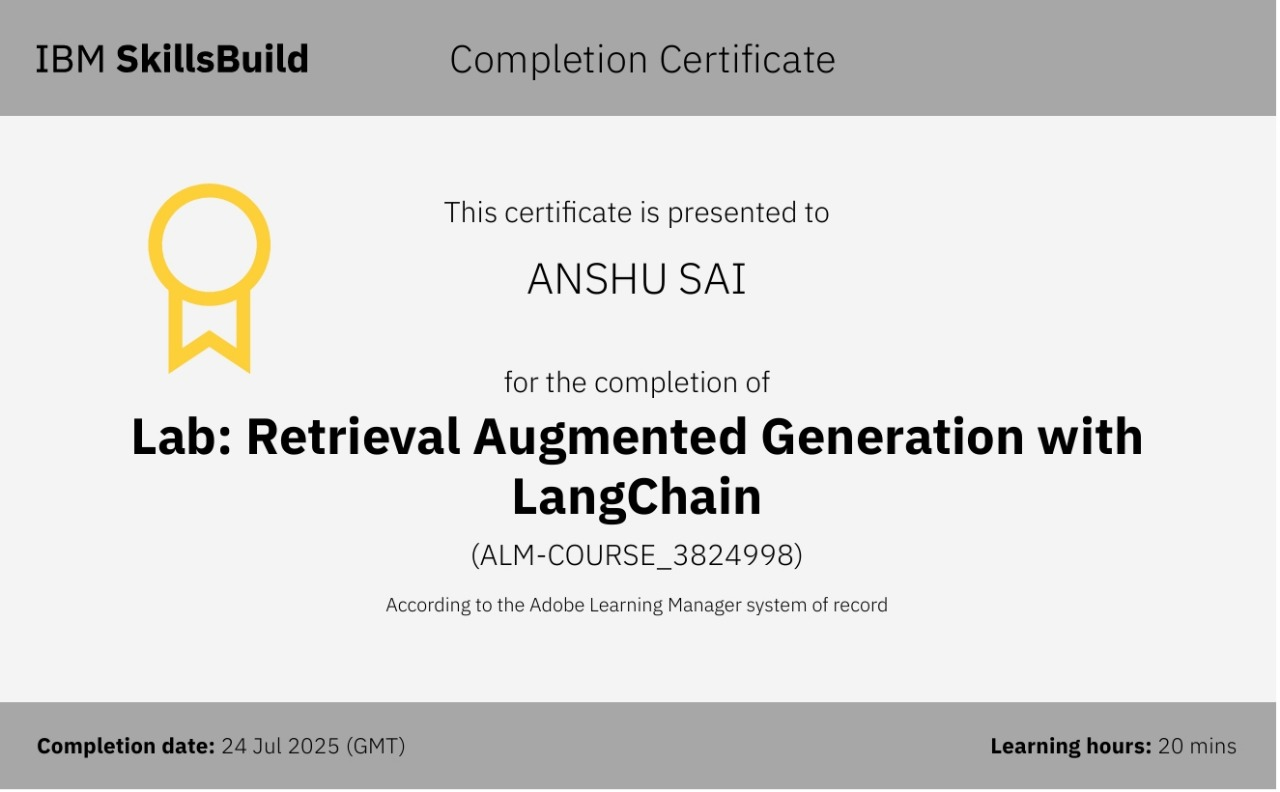 IBM SkillsBuild
Completion Certificate
This certificate is presented to
ANSHU SAI
for the completion of
Lab: Retrieval Augmented Generation with
LangChain
(ALM-COURSE_3824998)
According to the Adobe Learning Manager system of record
Completion date: 24 Jul 2025 (GMT)
Learning hours: 20 mins